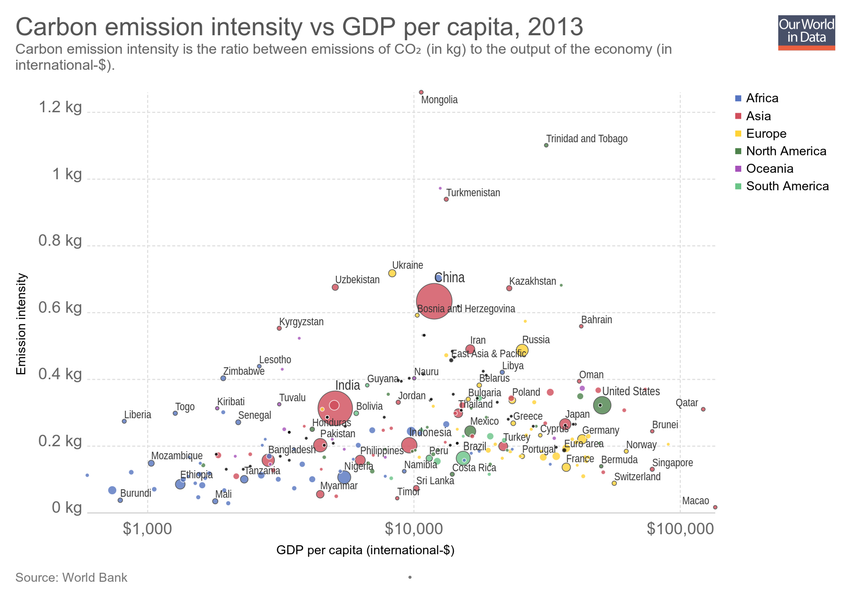 Carbon emission intensity vs GDP per capita, 2013
Carbon emission intensity is the ratio between emissions of CO₂ (in kg) to the output of the economy (in
international-$).
Our World
in Data
Africa
Asia
Europe
North America
Oceania
South America
Emission intensity
1.2 kg
1 kg
0.8 kg
0.6 kg
0.4 kg
0.2 kg
0 kg
Mongolia
Trinidad and Tobago
Turkmenistan
Ukraine
China
Uzbekistan
Kazakhstan
Bosnia and Herzegovina
Kyrgyzstan
Bahrain
Iran
Russia
East Asia & Pacific
Lesotho
Libya
Zimbabwe
Guyana
Nauru
Belarus
Oman
India
United States
Bulgaria
Poland
Tuvalu
Jordan
Kiribati
Togo
Bolivia
Thailand
Qatar
Liberia
Senegal
Greece
Japan
Honduras
Mexico
Pakistan
Indonesia
Cyprus
Germany
Brunei
Turkey
Mozambique
Bangladesh
Philippines
Peru
Brazil
Portugal
Euro area
Norway
Ethiopia
Tanzania
Nigeria
Namibia
Costa Rica
France
Bermuda
Singapore
Burundi
Mali
Myanmar
Sri Lanka
Timor
Switzerland
Macao
$1,000
$10,000
$100,000
GDP per capita (international-$)
Source: World Bank